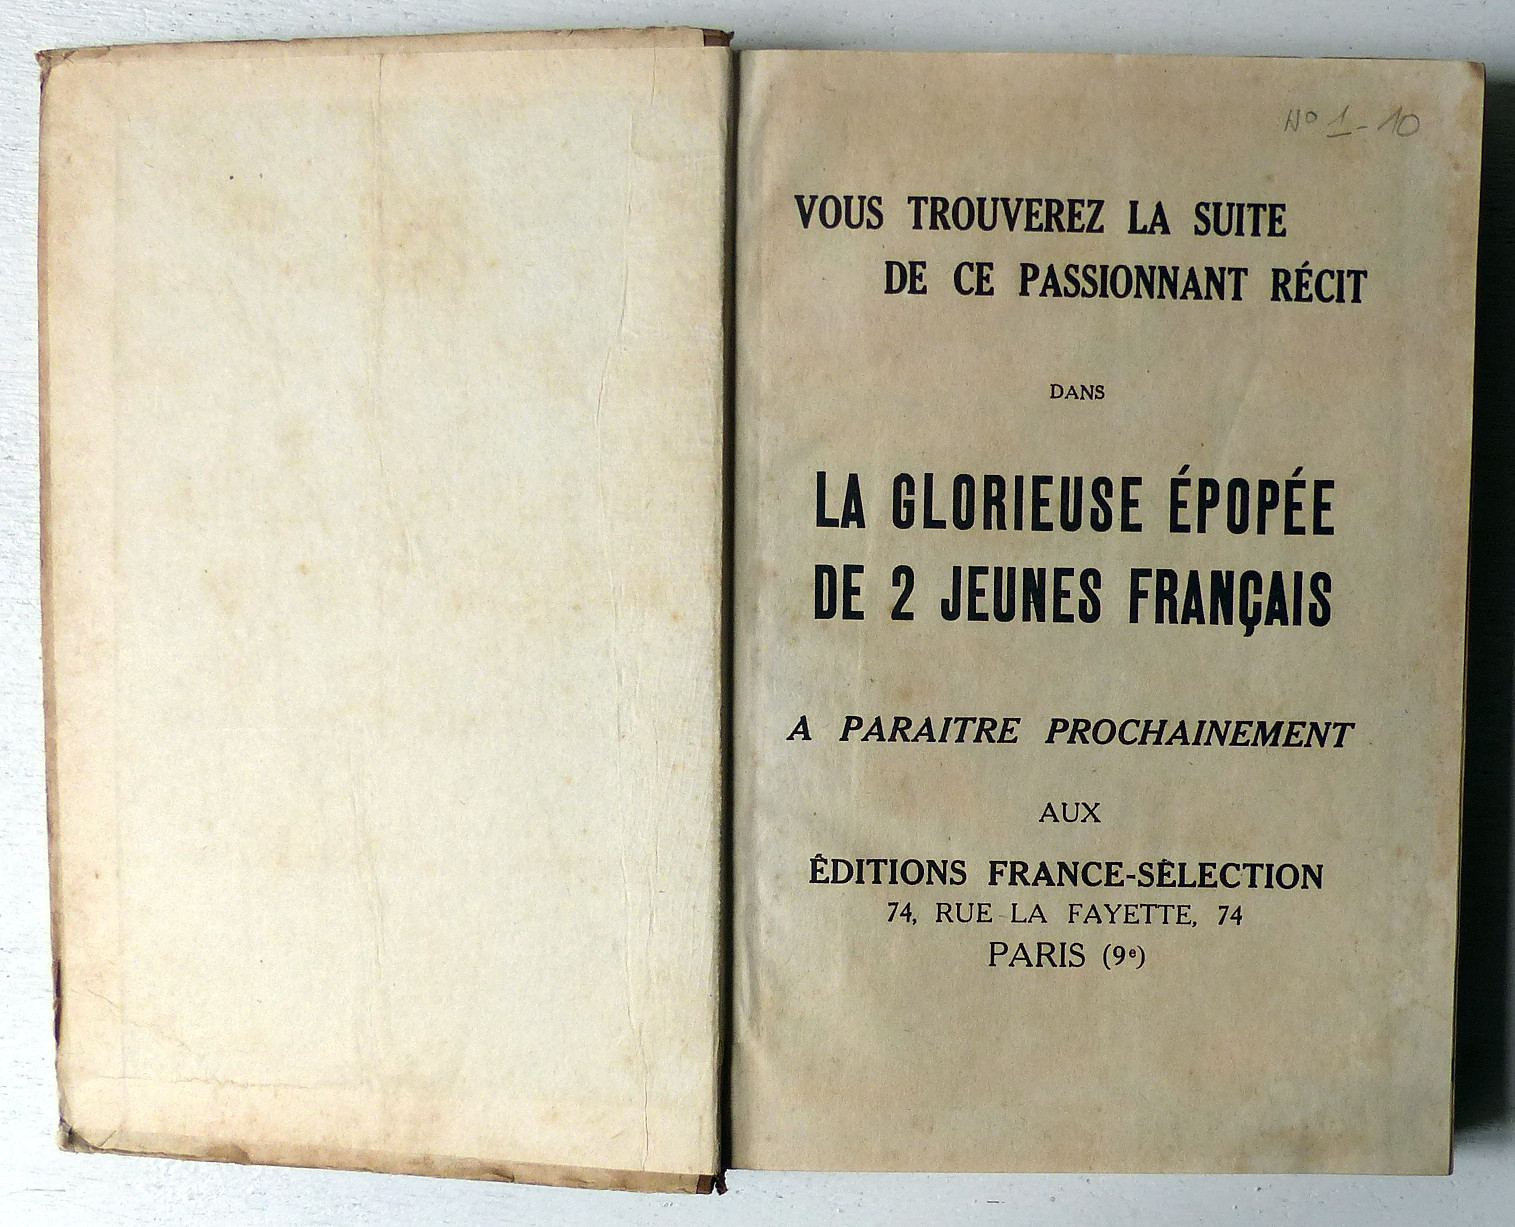 No 1 - 10
VOUS TROUVEREZ LA SUITE
DE CE PASSIONNANT RÉCIT
DANS
LA GLORIEUSE ÉPOPÉE
DE 2 JEUNES FRANÇAIS
A PARAITRE PROCHAINEMENT
AUX
ÉDITIONS FRANCE-SÉLECTION
74, RUE LA FAYETTE, 74
PARIS (9e)